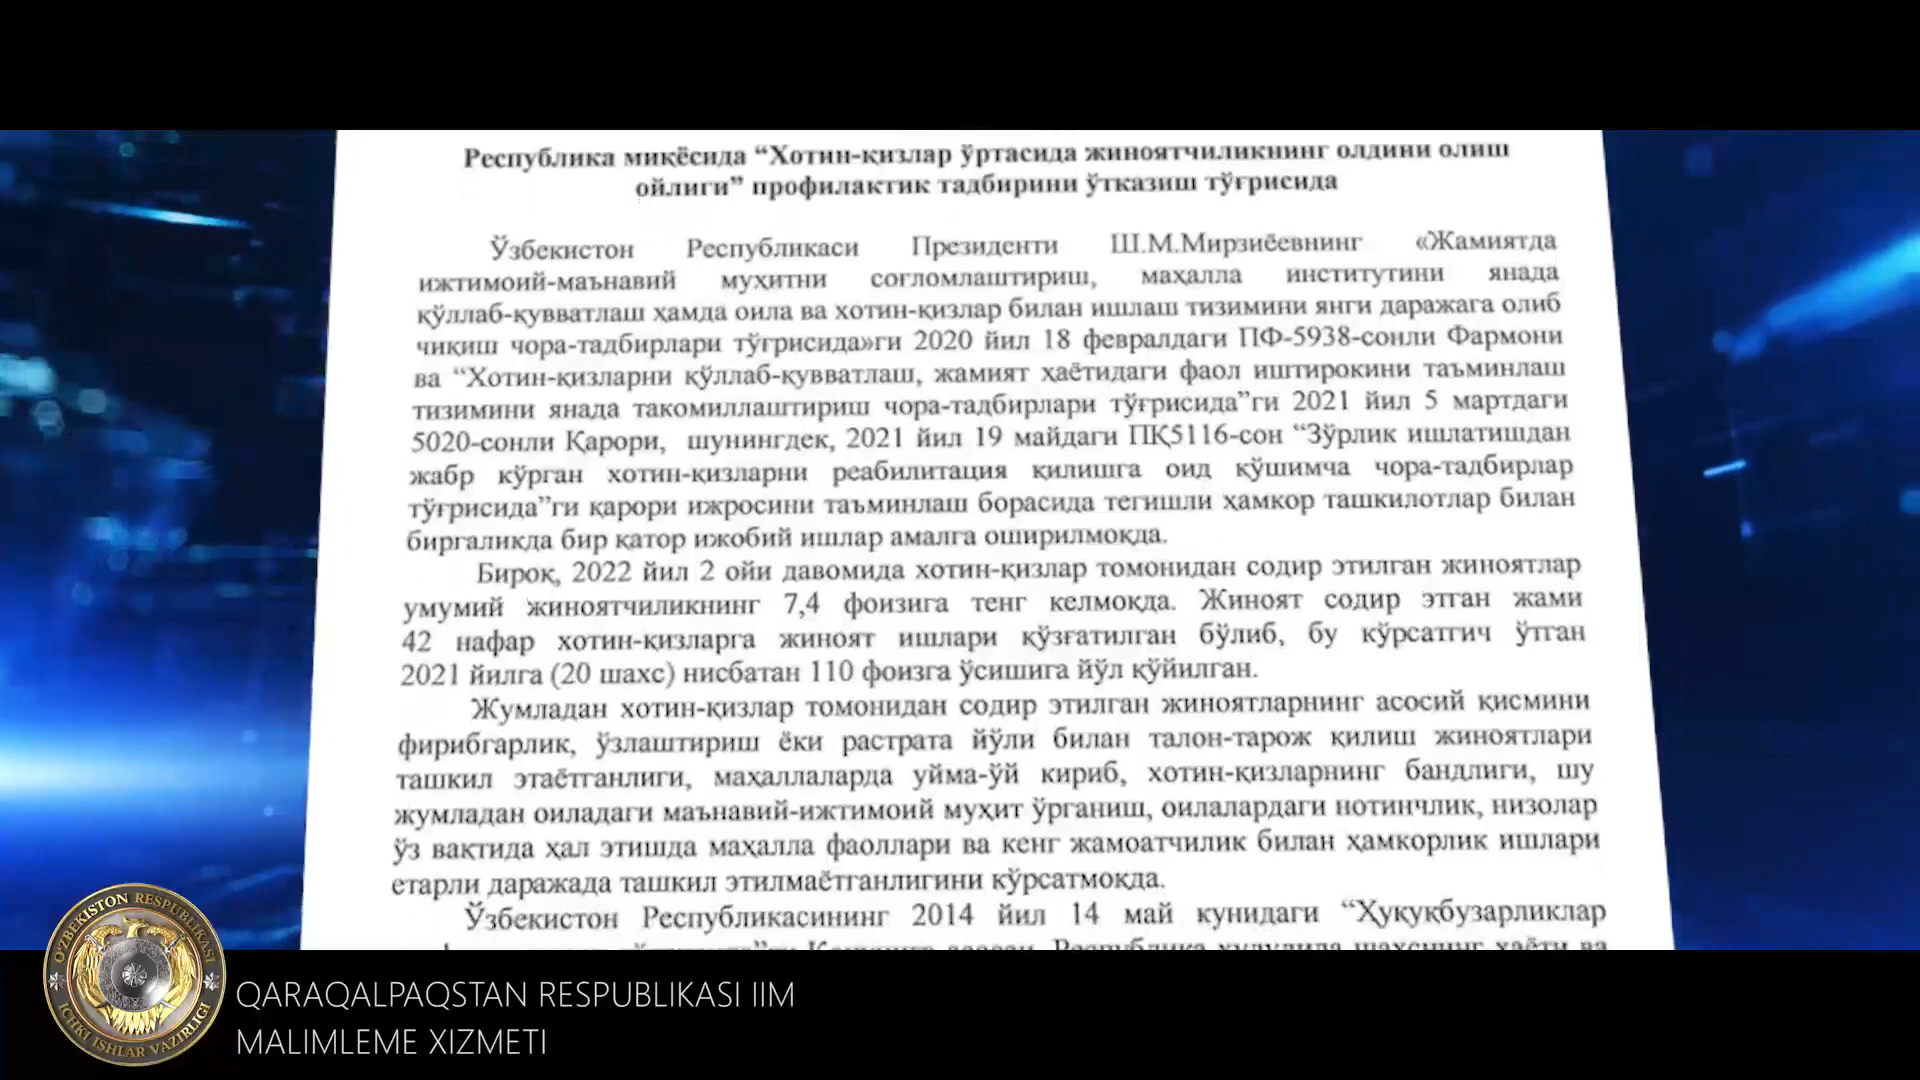 Республика миқёсида “Хотин-қизлар ўртасида жиноятчиликнинг олдини олиш
ойлиги” профилактик тадбирини ўтказиш тўғрисида
Ўзбекистон Республикаси Президенти Ш.М.Мирзиёевнинг «Жамиятда
ижтимоий-маънавий муҳитни соғломлаштириш, маҳалла институтини янада
қўллаб-қувватлаш ҳамда оила ва хотин-қизлар билан ишлаш тизимини янги даражага олиб
чиқиш чора-тадбирлари тўғрисида»ги 2020 йил 18 февралдаги ПФ-5938-сонли Фармони
ва “Хотин-қизларни қўллаб-қувватлаш, жамият ҳаётидаги фаол иштирокини таъминлаш
тизимини янада такомиллаштириш чора-тадбирлари тўғрисида”ги 2021 йил 5 мартдаги
5020-сонли Қарори, шунингдек, 2021 йил 19 майдаги ПҚ5116-сон “Зўрлик ишлатишдан
жабр кўрган хотин-қизларни реабилитация қилишга оид қўшимча чора-тадбирлар
тўғрисида”ги қарори ижросини таъминлаш борасида тегишли ҳамкор ташкилотлар билан
биргаликда бир қатор ижобий ишлар амалга оширилмоқда.
Бироқ, 2022 йил 2 ойи давомида хотин-қизлар томонидан содир этилган жиноятлар
умумий жиноятчиликнинг 7,4 фоизига тенг келмоқда. Жиноят содир этган жами
42 нафар хотин-қизларга жиноят ишлари қўзғатилган бўлиб, бу кўрсатгич ўтган
2021 йилга (20 шахс) нисбатан 110 фоизга ўсишига йўл қўйилган.
Жумладан хотин-қизлар томонидан содир этилган жиноятларнинг асосий қисмини
фирибгарлик, ўзлаштириш ёки растрата йўли билан талон-тарож қилиш жиноятлари
ташкил этаётганлиги, маҳаллаларда уйма-ўй кириб, хотин-қизларнинг бандлиги, шу
жумладан оиладаги маънавий-ижтимоий муҳит ўрганиш, оилалардаги нотинчлик, низолар
ўз вақтида ҳал этишда маҳалла фаоллари ва кенг жамоатчилик билан ҳамкорлик ишлари
етарли даражада ташкил этилмаётганлигини кўрсатмоқда.
Ўзбекистон Республикасининг 2014 йил 14 май кунидаги “Ҳуқуқбузарликлар
Қонунига асосан, Республика ҳудудида шахснинг ҳаёти ва
O'ZBEKISTON RESPUBLIKASI
ICHKI ISHLAR VAZIRLIGI
QARAQALPAQSTAN RESPUBLIKASI IIM
MALIMLEME XIZMETI